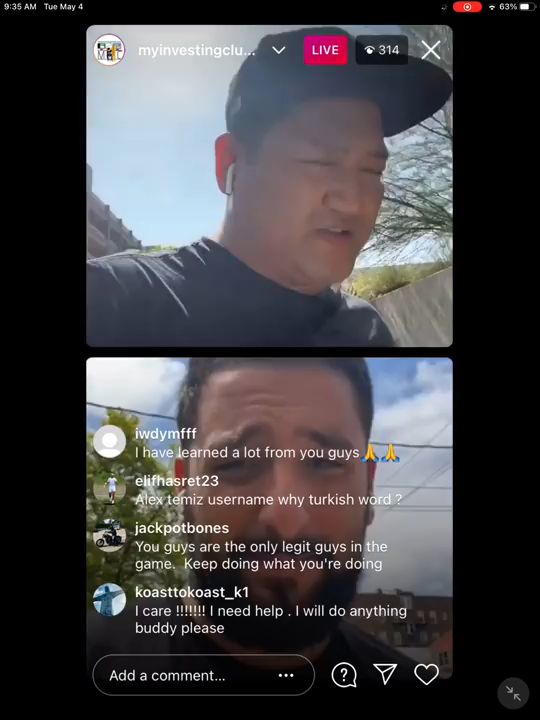 9:35 AM Tue May 4
63%
myinvestingclu...
LIVE
314
iwdymfff
I have learned a lot from you guys🙏🙏
elifhasret23
Alex temiz username why turkish word ?
jackpotbones
You guys are the only legit guys in the
game. Keep doing what you're doing
koasttokoast_k1
I care !!!!!!! I need help . I will do anything
buddy please
Add a comment...